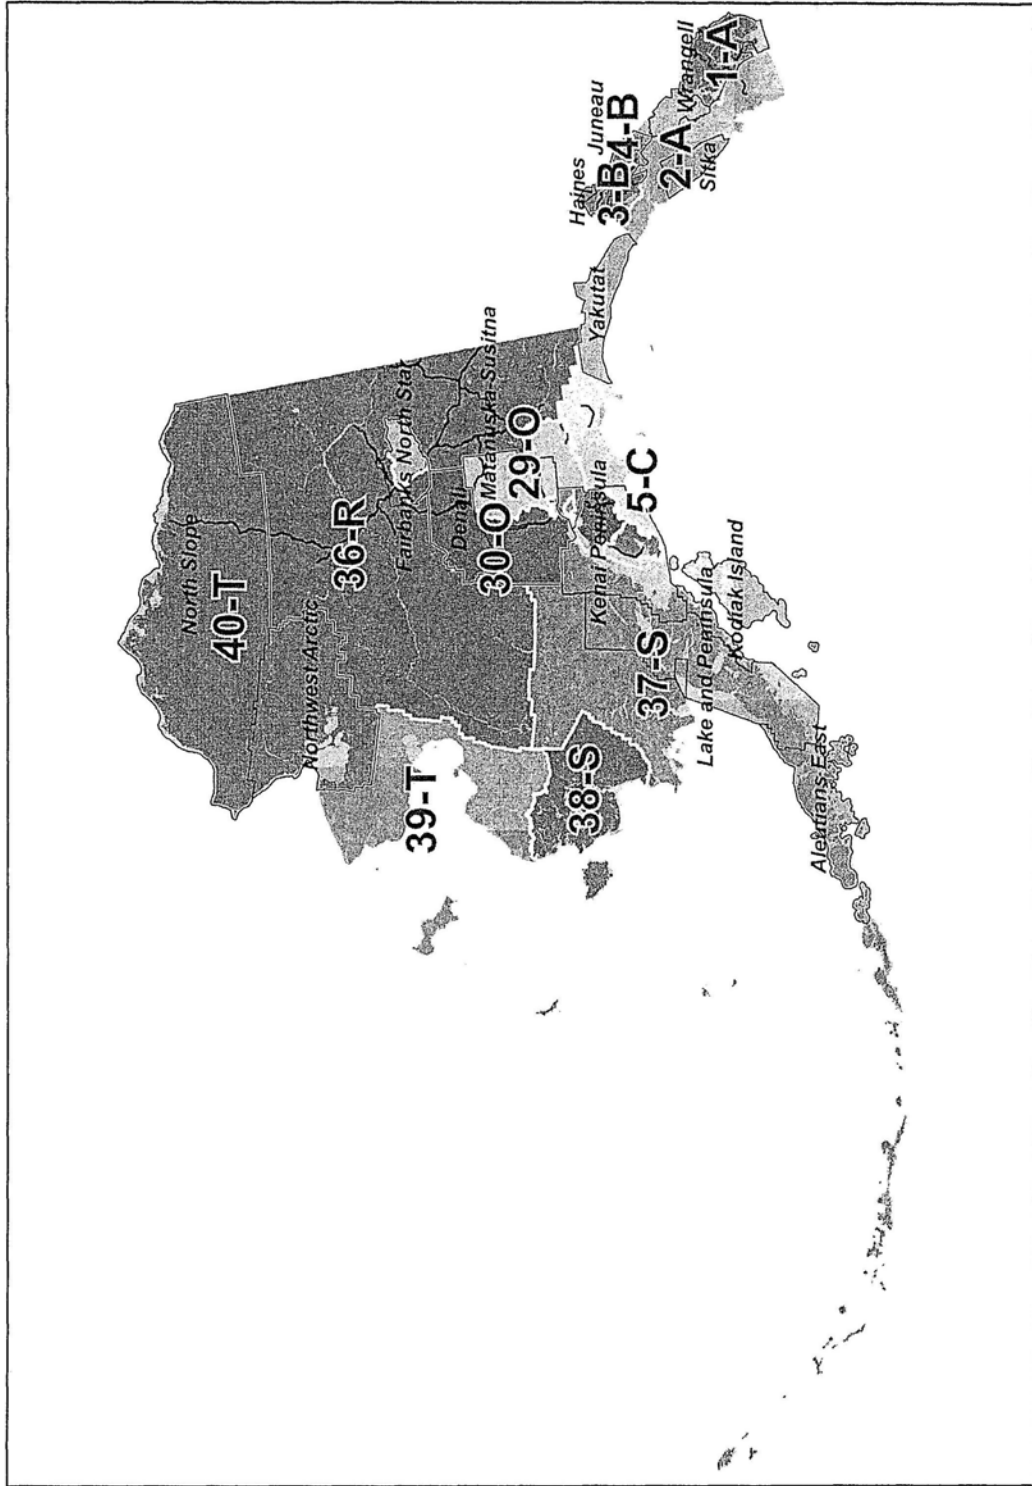 North Slope
40-T
Northwest Arctic
36-R
Fairbanks North Star
39-T
Denali
Matanuska-Susitna
30-O
29-O
38-S
37-S
Kenai Peninsula
5-C
Lake and Peninsula
Kodiak Island
Aleutians East
Yakutat
Haines
3-B
Juneau
4-B
2-A
Sitka
Wrangell
1-A